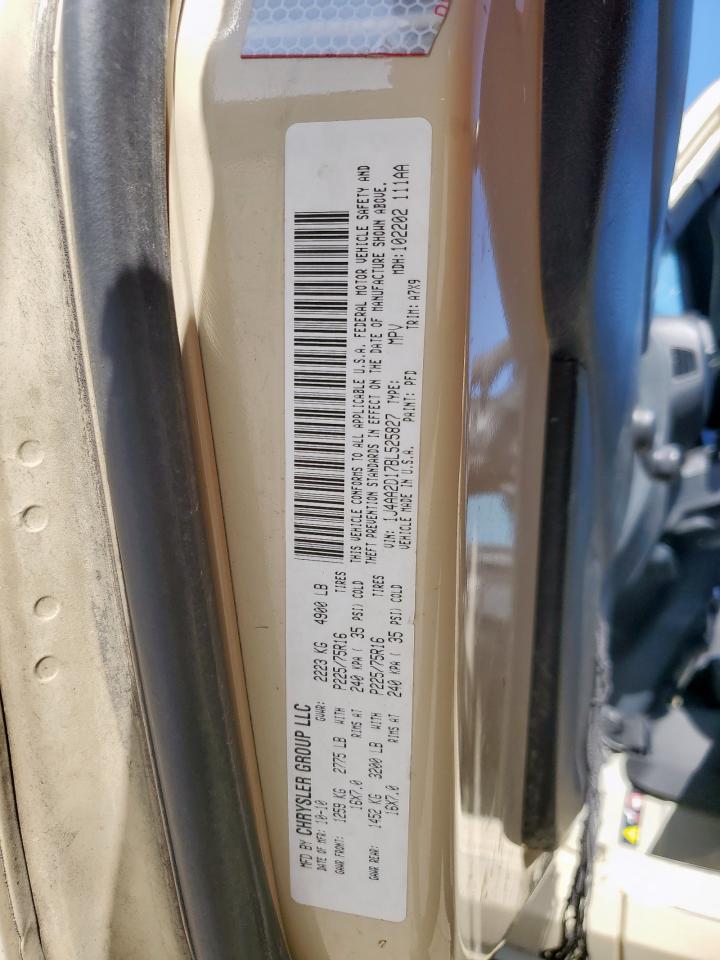 MFD BY CHRYSLER GROUP LLC
DATE OF MFR: 10-10 GVWR: 2223 KG 4900 LB
GAWR FRONT: 1259 KG 2775 LB WITH P225/75R16 TIRES
16X7.0 RIMS AT 240 KPA ( 35 PSI) COLD
GAWR REAR: 1452 KG 3200 LB WITH P225/75R16 TIRES
16X7.0 RIMS AT 240 KPA ( 35 PSI) COLD
THIS VEHICLE CONFORMS TO ALL APPLICABLE U.S.A. FEDERAL MOTOR VEHICLE SAFETY AND
THEFT PREVENTION STANDARDS IN EFFECT ON THE DATE OF MANUFACTURE SHOWN ABOVE.
VIN: 1J4AA2D17BL525827 TYPE: MPV MDH: 102202 111AA
VEHICLE MADE IN U.S.A. PAINT: PFD TRIM: A7X9